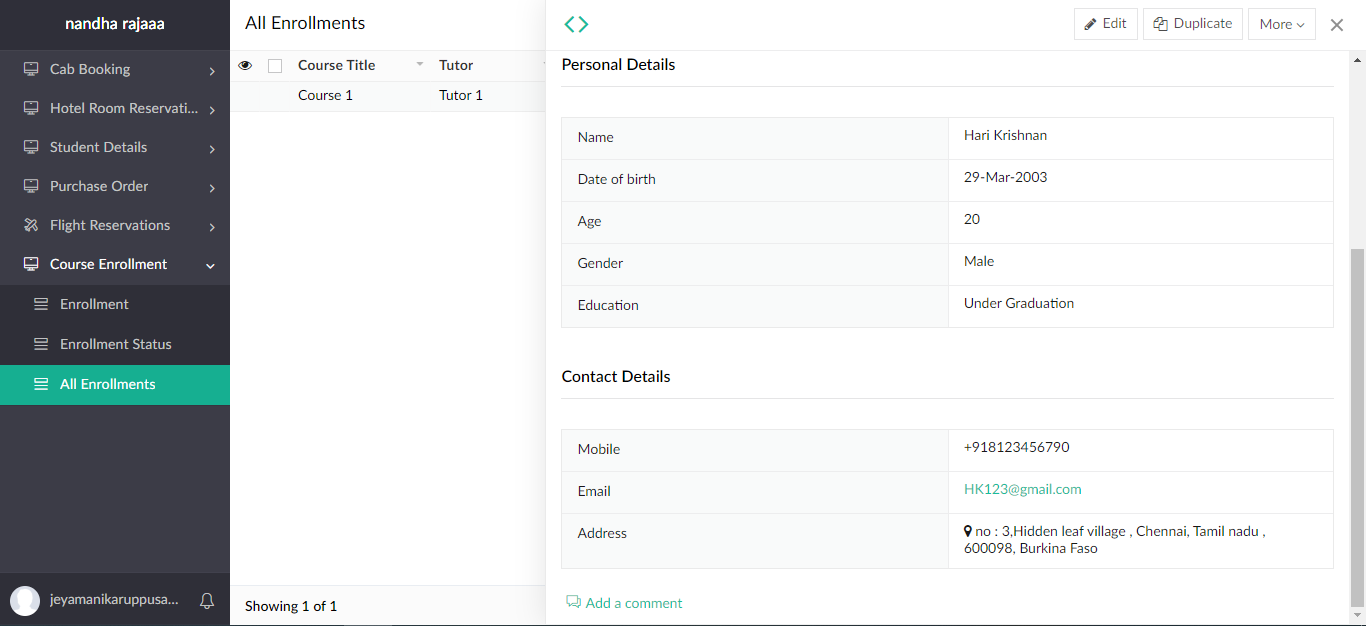 nandha rajaaa
Cab Booking
Hotel Room Reservati...
Student Details
Purchase Order
Flight Reservations
Course Enrollment
Enrollment
Enrollment Status
All Enrollments
jeyamanikaruppusa...
All Enrollments
Course Title Tutor
Course 1 Tutor 1
Showing 1 of 1
Edit Duplicate More
Personal Details
Name Hari Krishnan
Date of birth 29-Mar-2003
Age 20
Gender Male
Education Under Graduation
Contact Details
Mobile +918123456790
Email HK123@gmail.com
Address no : 3,Hidden leaf village , Chennai, Tamil nadu ,
600098, Burkina Faso
Add a comment